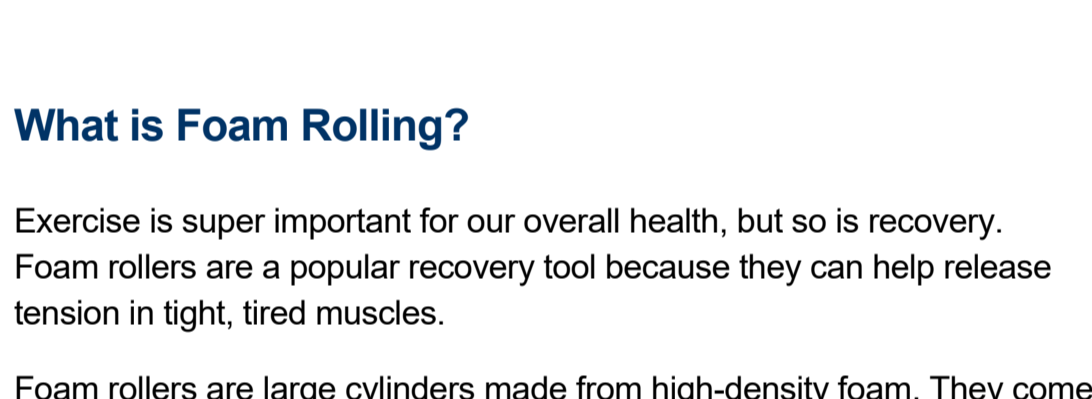 What is Foam Rolling?
Exercise is super important for our overall health, but so is recovery.
Foam rollers are a popular recovery tool because they can help release
tension in tight, tired muscles.
Foam rollers are large cylinders made from high-density foam. They come